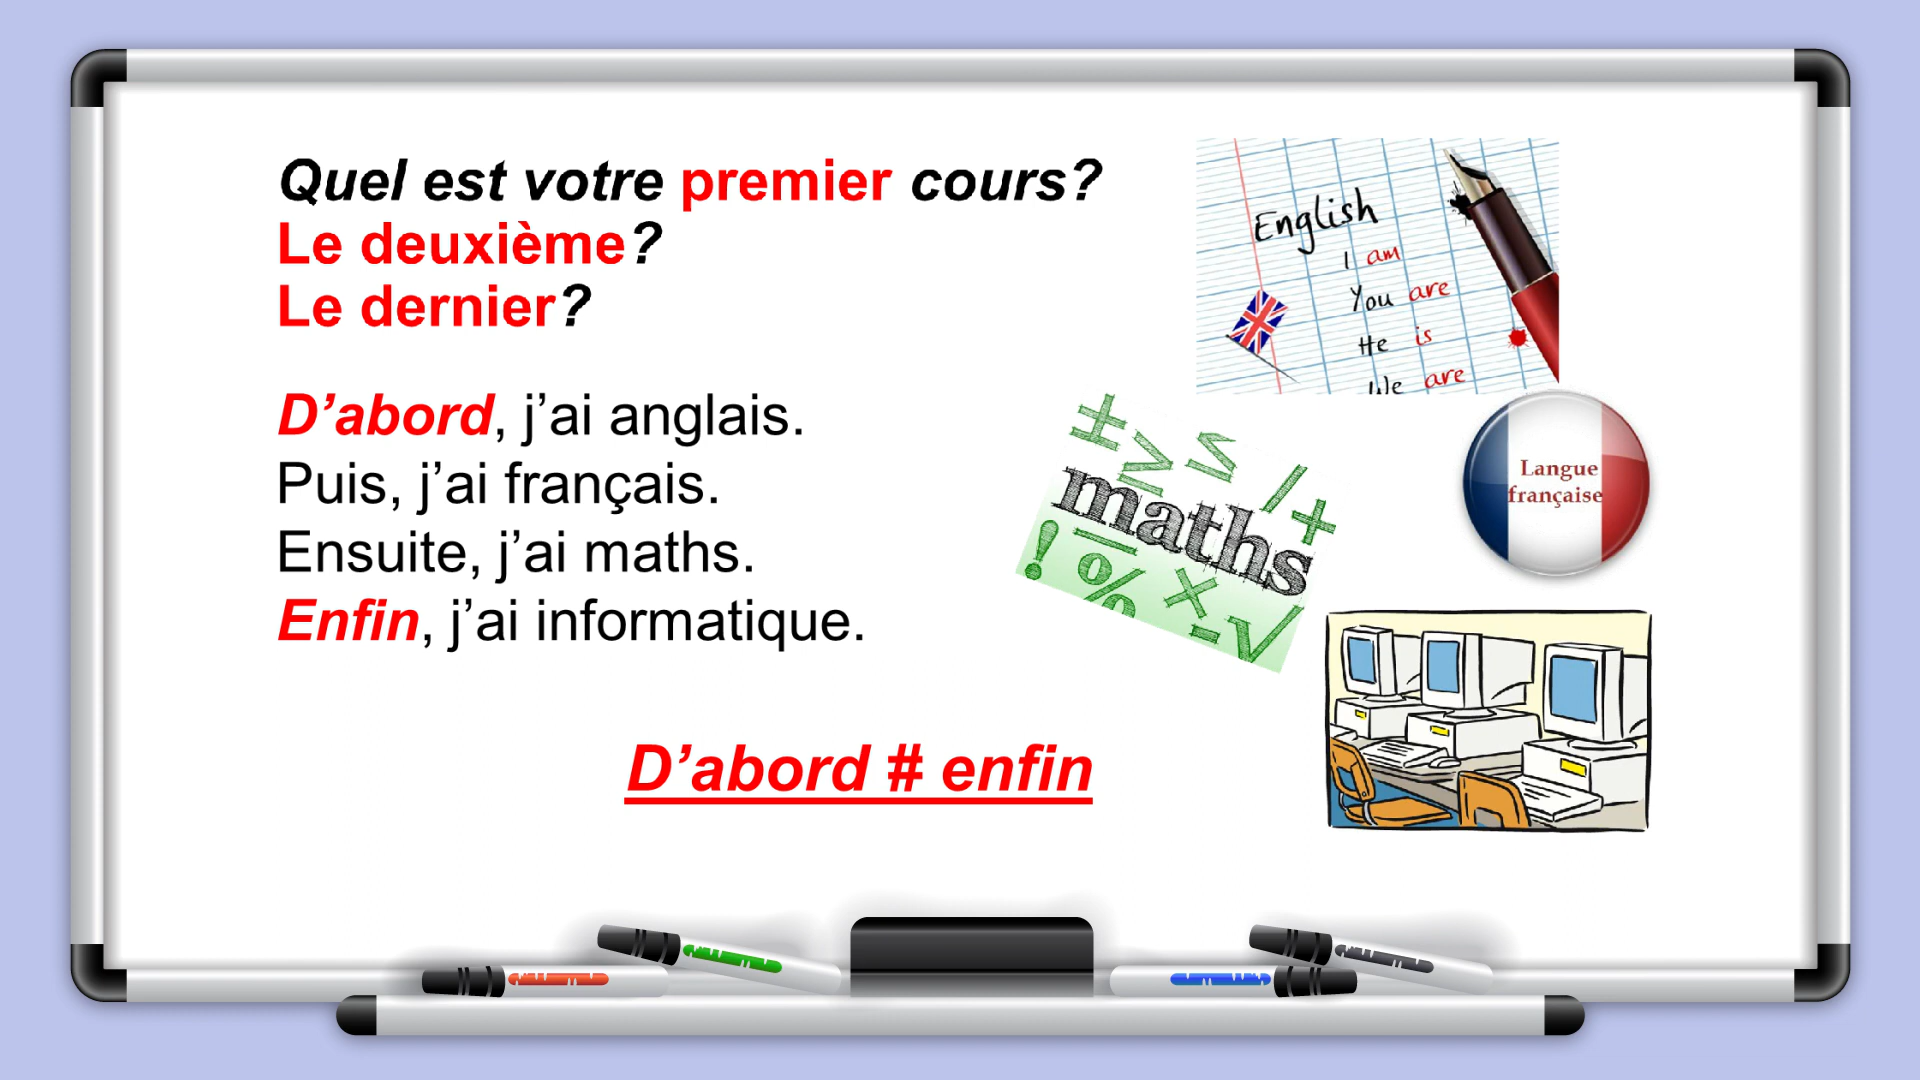 Quel est votre premier cours?
Le deuxième?
Le dernier?
D’abord, j’ai anglais.
Puis, j’ai français.
Ensuite, j’ai maths.
Enfin, j’ai informatique.
D’abord # enfin
English
I am
You are
He is
We are
± ≥ ≤ / +
maths
! % × - √
Langue
française